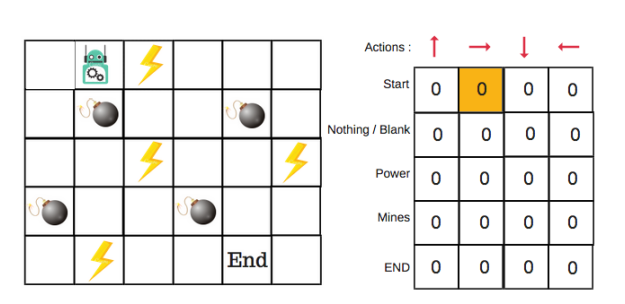 Actions : ↑ → ↓ ←
Start 0 0 0 0
Nothing / Blank 0 0 0 0
Power 0 0 0 0
Mines 0 0 0 0
END 0 0 0 0
End